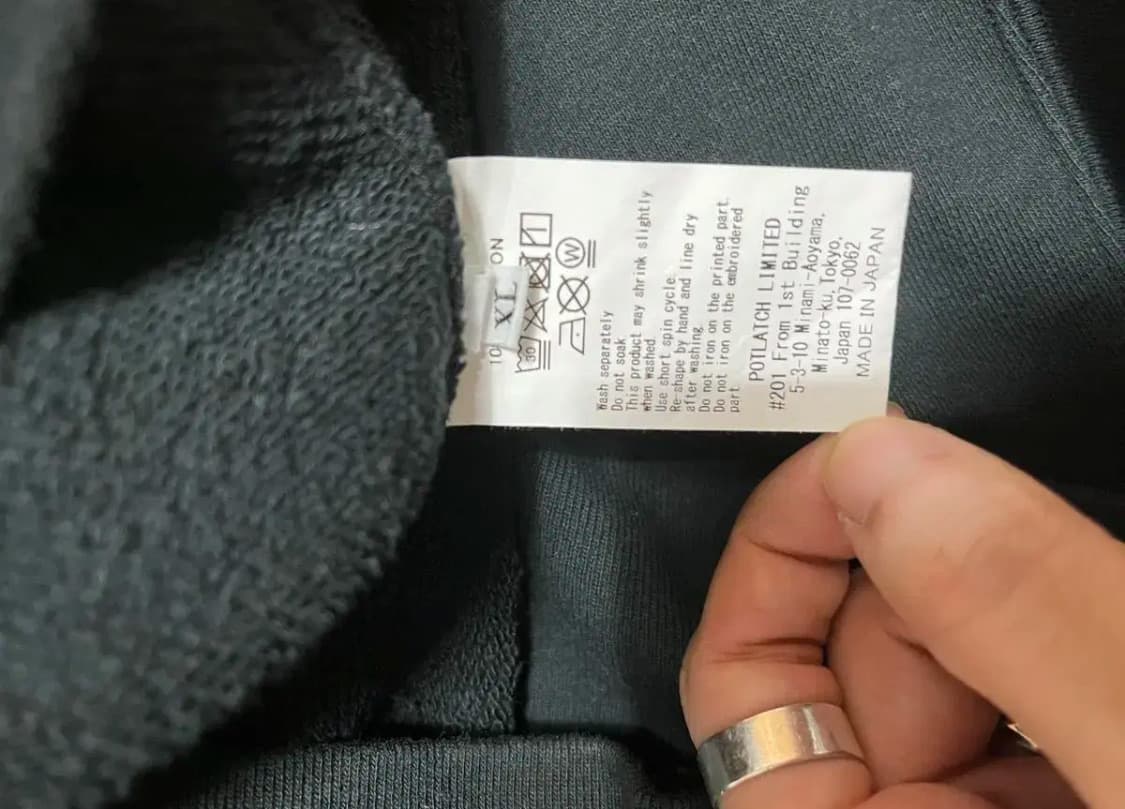 XL
30
W
Wash separately
Do not soak
This product may shrink slightly
when washed.
Use short spin cycle.
Re-shape by hand and line dry
after washing.
Do not iron on the printed part.
Do not iron on the embroidered
part
POTLATCH LIMITED
#201 From 1st Building
5-3-10 Minami-Aoyama,
Minato-ku, Tokyo,
Japan 107-0062
MADE IN JAPAN